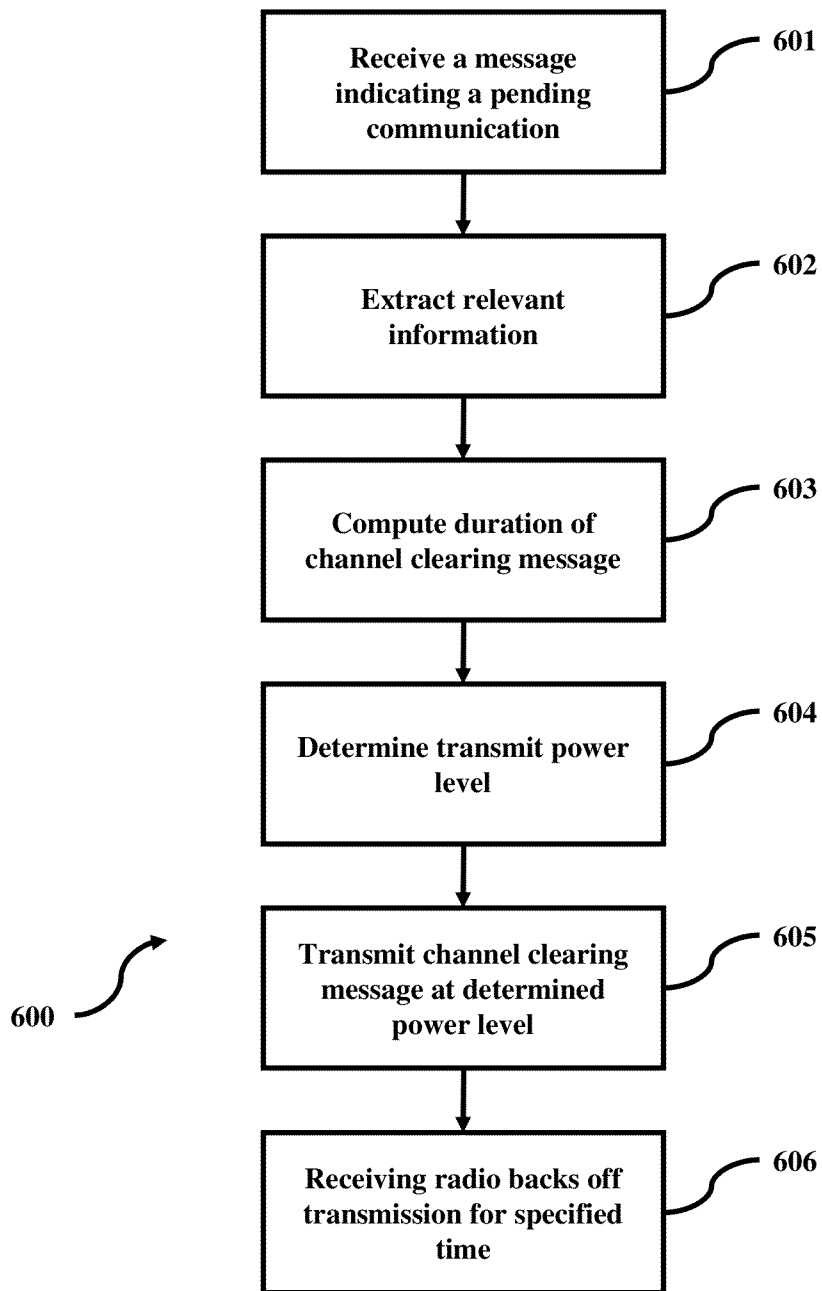 601
Receive a message
indicating a pending
communication
602
Extract relevant
information
603
Compute duration of
channel clearing message
604
Determine transmit power
level
605
Transmit channel clearing
message at determined
power level
600
606
Receiving radio backs off
transmission for specified
time